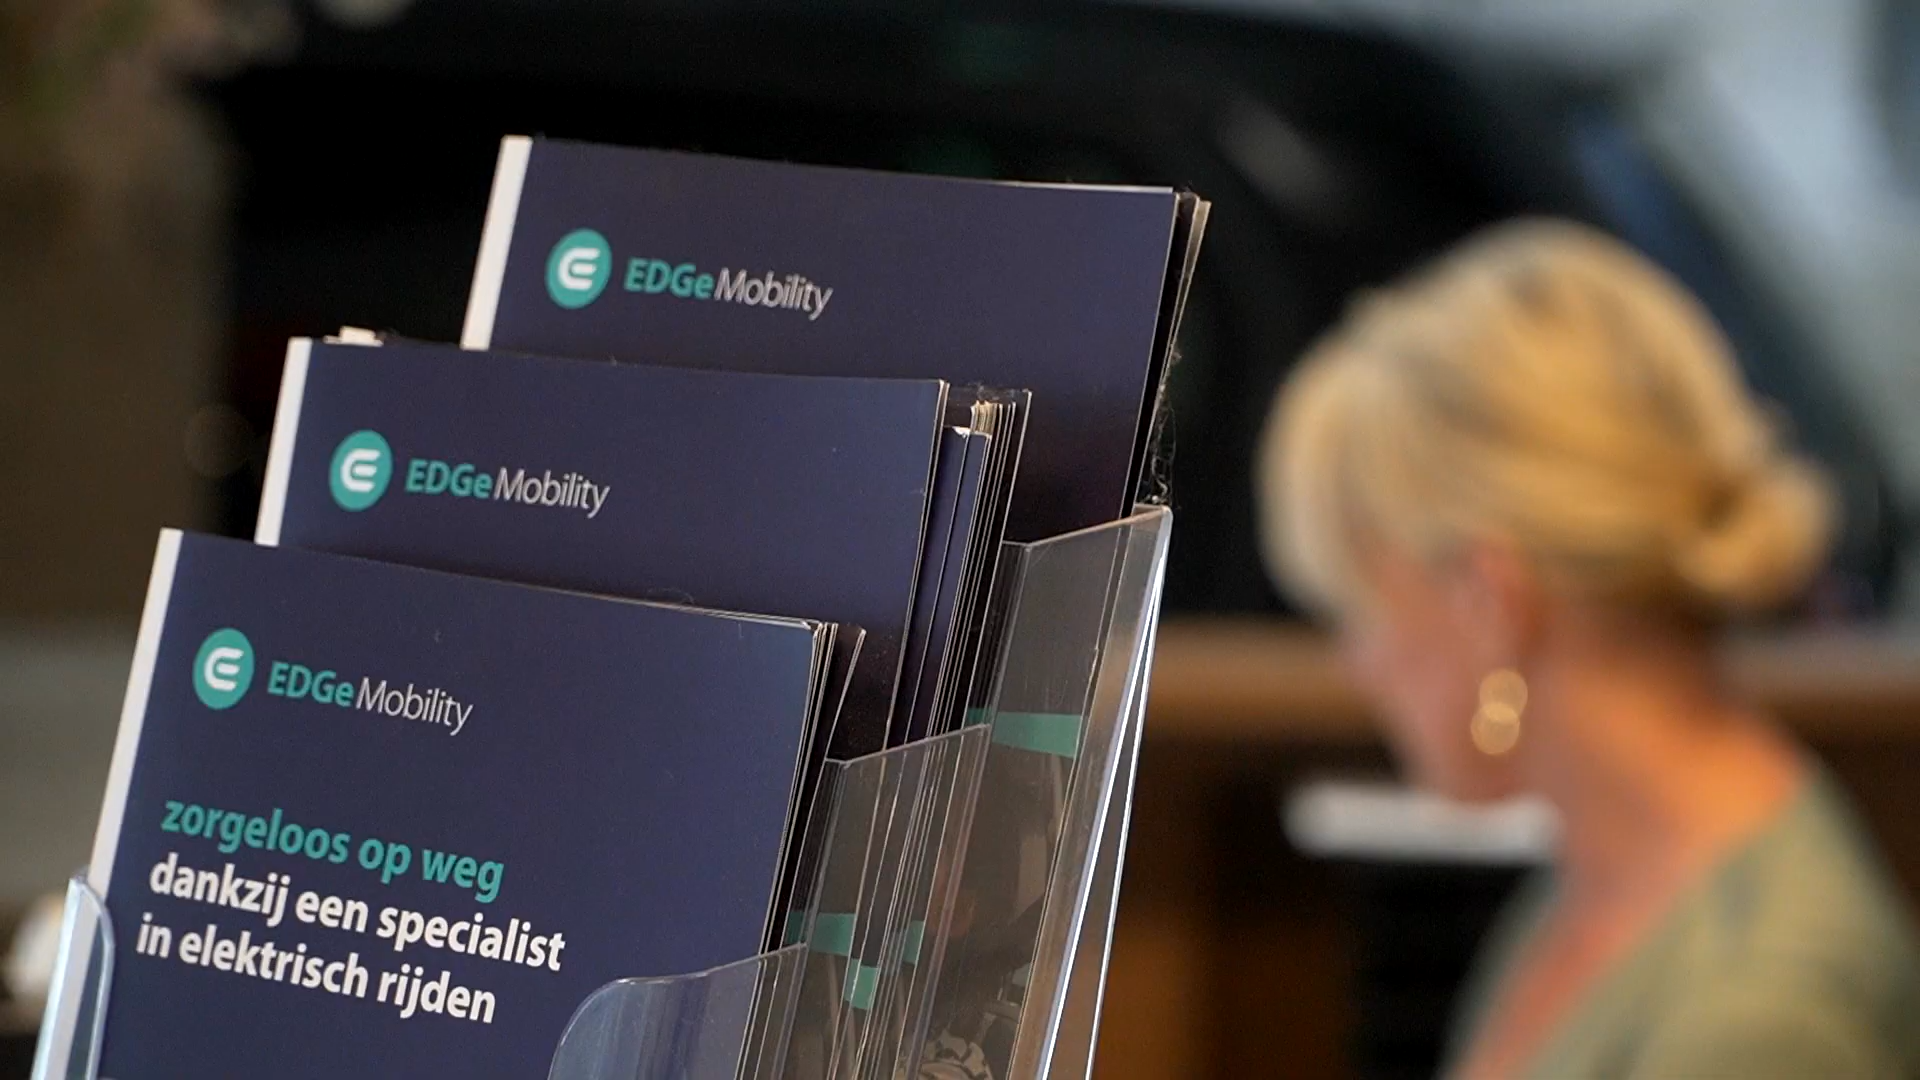 EDGeMobility
EDGeMobility
EDGeMobility
zorgeloos op weg
dankzij een specialist
in elektrisch rijden